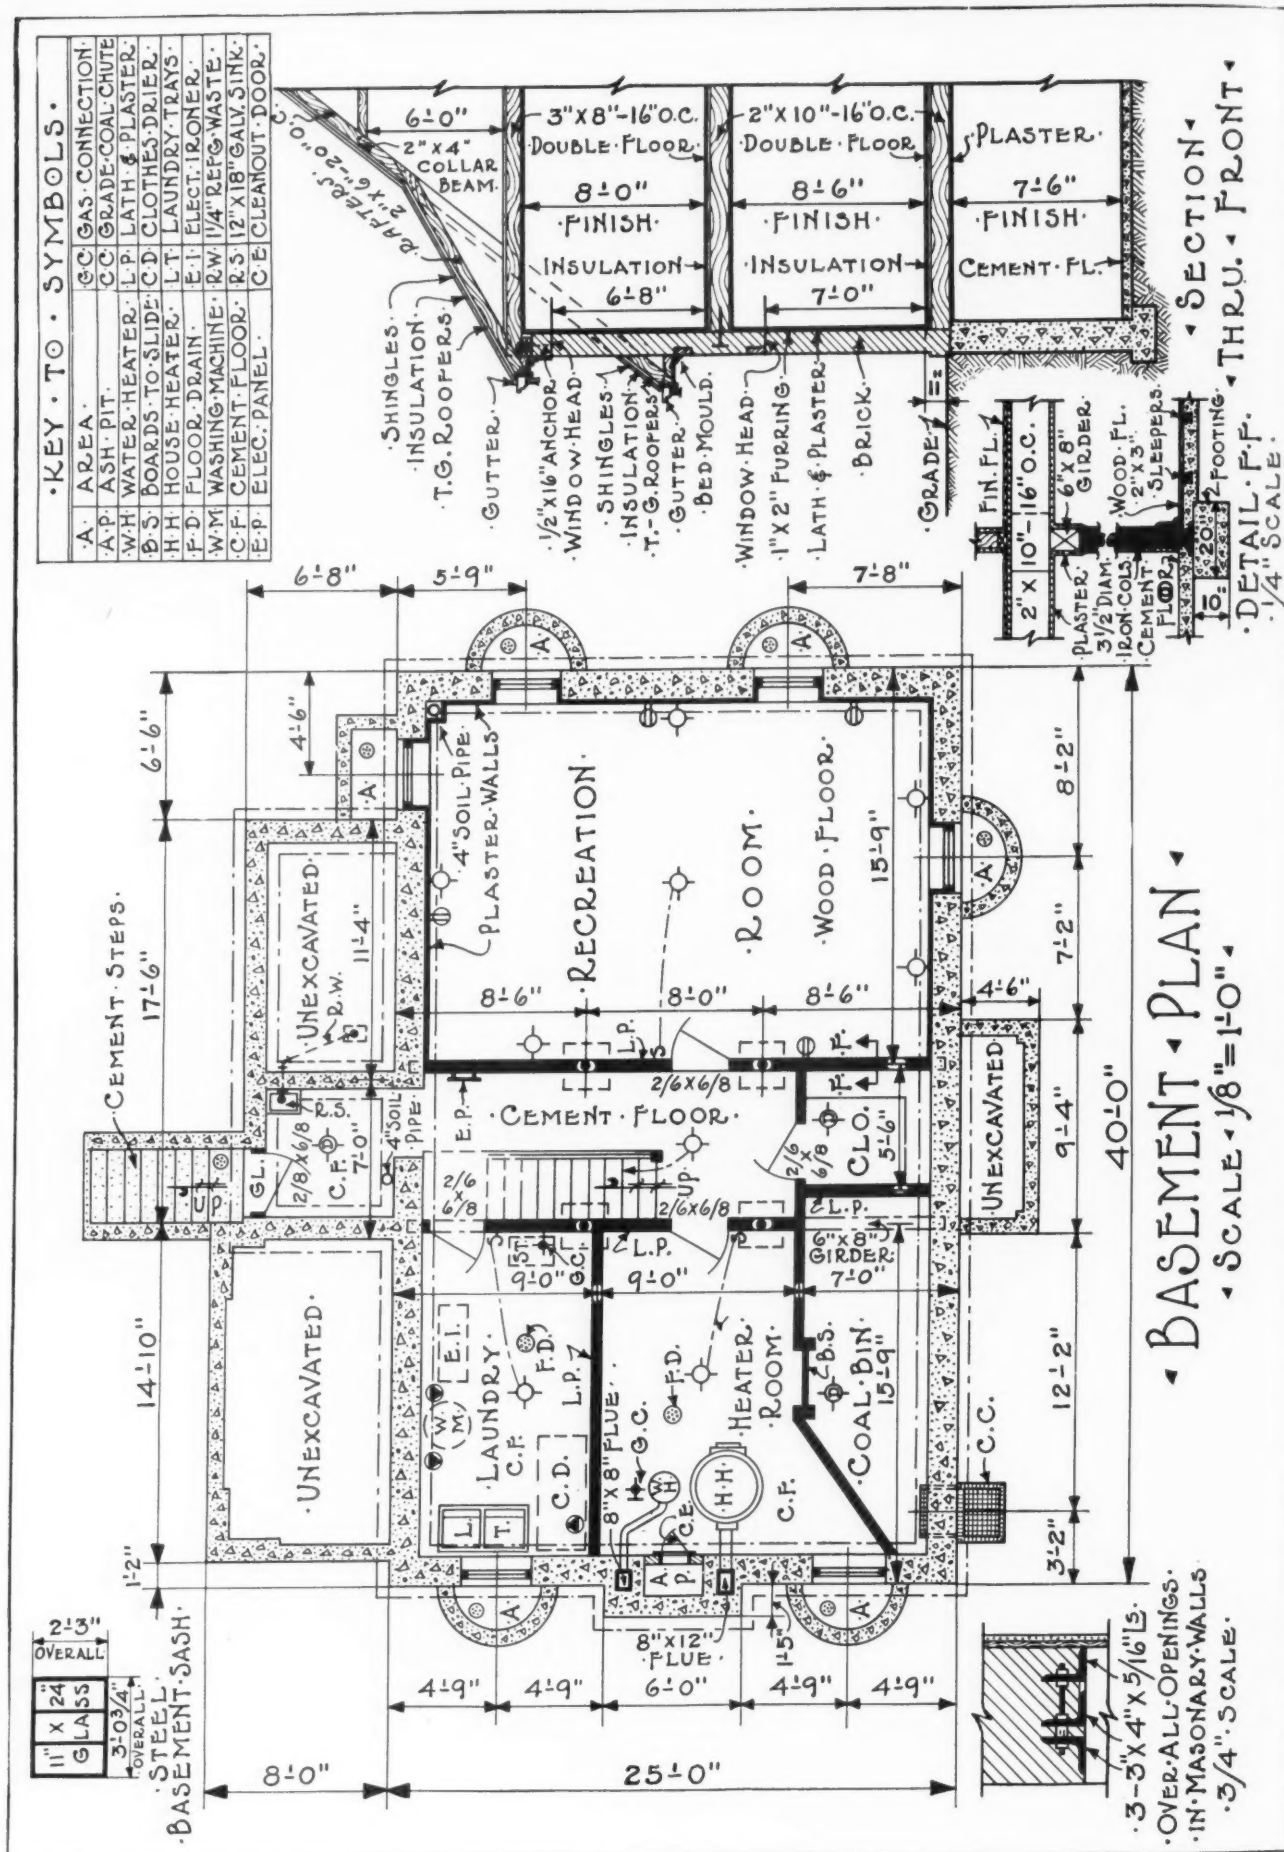 ·KEY·TO·SYMBOLS·
·A· AREA· G·C· GAS·CONNECTION·
·A·P· ASH·PIT· C·C· GRADE·COAL·CHUTE
·W·H· WATER·HEATER· L·P· LATH·&·PLASTER·
·B·S· BOARDS·TO·SLIDE· C·D· CLOTHES·DRIER·
·H·H· HOUSE·HEATER· L·T· LAUNDRY·TRAYS·
·F·D· FLOOR·DRAIN· E·I· ELECT·IRONER·
·W·M· WASHING·MACHINE· R·W· 1 1/4" REFG·WASTE·
·C·F· CEMENT·FLOOR· R·S· 12"X18" GALV. SINK·
·E·P· ELEC·PANEL· C·E· CLEANOUT·DOOR·
6'-0"
2" X 4"
COLLAR
BEAM·
RAFTERS·
2"X6"-20" O.C.
3"X8"-16" O.C.
DOUBLE·FLOOR
8'-0"
·FINISH·
INSULATION
6'-8"
2"X10"-16" O.C.
DOUBLE·FLOOR
8'-6"
·FINISH·
·INSULATION
7'-0"
·PLASTER·
7'-6"
·FINISH·
CEMENT·FL.
·SHINGLES·
·INSULATION·
T.G. ROOFERS·
·GUTTER·
·1/2"X16" ANCHOR
·WINDOW·HEAD·
·SHINGLES·
·INSULATION·
T.-G. ROOFERS·
·GUTTER·
BED·MOULD·
WINDOW·HEAD·
·1"X2" FURRING·
·LATH·&·PLASTER·
·BRICK·
·GRADE·
·SECTION·
·THRU·FRONT·
FIN. FL.
2" X 10"-16" O.C.
6"X8"
GIRDER
·WOOD·FL.
·2"X3"
SLEEPERS·
·PLASTER·
3 1/2" DIAM.
IRON·COLS·
CEMENT·
FLOOR·
20"
10"
FOOTING·
·DETAIL·F.F.·
·1/4" SCALE·
6'-8"
5'-9"
7'-8"
6'-6"
4'-6"
·CEMENT·STEPS·
17'-6"
·UNEXCAVATED·
R.W.
11'-4"
·4" SOIL·PIPE·
·PLASTER·WALLS·
A·
·A·
·A·
·RECREATION·
·ROOM·
·WOOD·FLOOR·
15'-9"
8'-2"
A
7'-2"
8'-6"
8'-0"
8'-6"
4'-6"
L.P.
S
·F.·
·F.·
2/6X6/8
·CEMENT·FLOOR·
E.P.
R.S.
2/8X6/8
C.F.
7'-0"
4" SOIL
PIPE
GL.
UP
2/6
X
6/8
UP
2/6X6/8
2/6
X
6/8
CLO.
5'-6"
·UNEXCAVATED·
9'-4"
40'-0"
·L.P.
·L.P.
6"X8"
GIRDER
7'-0"
9'-0"
9'-0"
S
S
S.T.
G.C.
14'-10"
·UNEXCAVATED·
E.I.
W
M
·LAUNDRY·
C.F.
F.D.
L.P.
C.D.
L.
T.
8"X8" FLUE·
G.C.
F.D.
·HEATER·
·ROOM·
W
H
·H·H·
C.F.
C.E.
A
P.
B.S.
·COAL·BIN·
15'-9"
12'-2"
C.C.
3'-2"
1'-2"
A
A
8"X12"
·FLUE·
1'-5"
4'-9"
4'-9"
6'-0"
4'-9"
4'-9"
8'-0"
25'-0"
2'-3"
OVERALL
11" X 24"
GLASS
3'-0 3/4"
OVERALL
·STEEL·
·BASEMENT·SASH·
·3-3"X4"X5/16" LS·
·OVER·ALL·OPENINGS·
·IN·MASONARY·WALLS·
·3/4" SCALE·
·BASEMENT·PLAN·
·SCALE·1/8"=1'-0"·